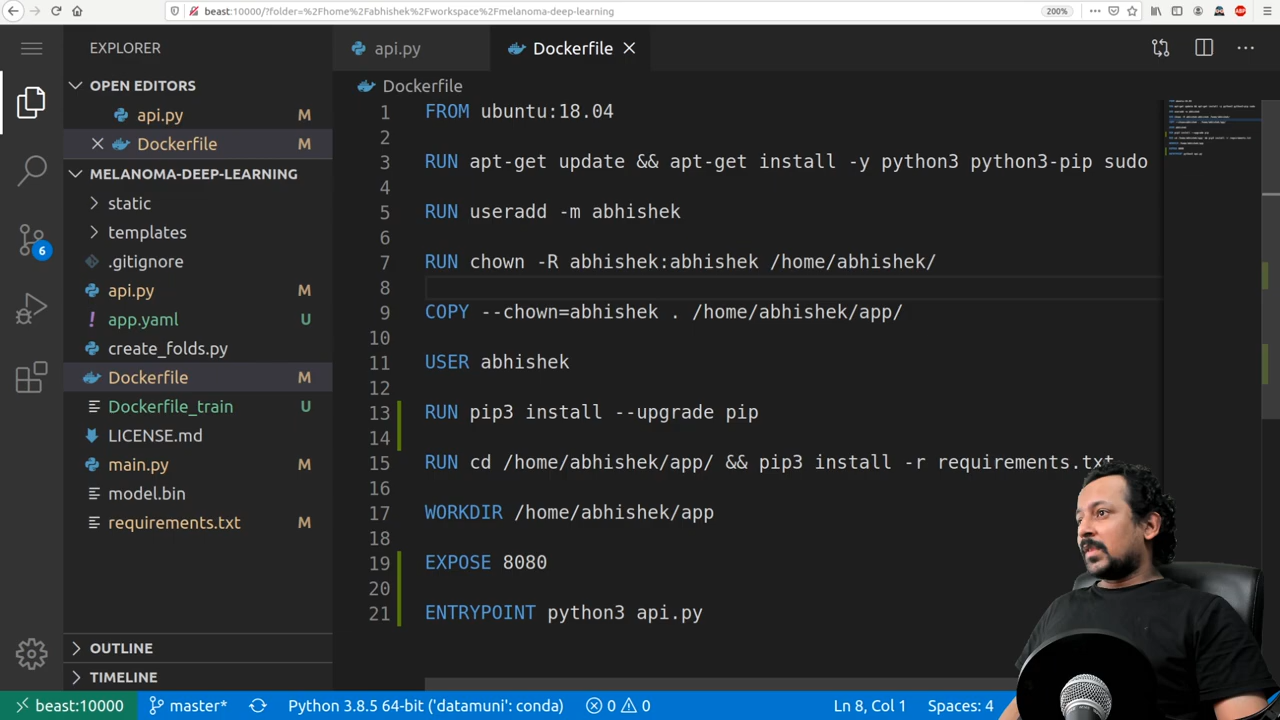 beast:10000/?folder=%2Fhome%2Fabhishek%2Fworkspace%2Fmelanoma-deep-learning
200%
ABP
EXPLORER
api.py
Dockerfile
OPEN EDITORS
Dockerfile
api.py M
Dockerfile M
MELANOMA-DEEP-LEARNING
static
templates
.gitignore
api.py M
app.yaml U
create_folds.py
Dockerfile M
Dockerfile_train U
LICENSE.md
main.py M
model.bin
requirements.txt M
6
OUTLINE
TIMELINE
1 FROM ubuntu:18.04
2
3 RUN apt-get update && apt-get install -y python3 python3-pip sudo
4
5 RUN useradd -m abhishek
6
7 RUN chown -R abhishek:abhishek /home/abhishek/
8
9 COPY --chown=abhishek . /home/abhishek/app/
10
11 USER abhishek
12
13 RUN pip3 install --upgrade pip
14
15 RUN cd /home/abhishek/app/ && pip3 install -r requirements.txt
16
17 WORKDIR /home/abhishek/app
18
19 EXPOSE 8080
20
21 ENTRYPOINT python3 api.py
beast:10000 master* Python 3.8.5 64-bit ('datamuni': conda) 0 0 Ln 8, Col 1 Spaces: 4